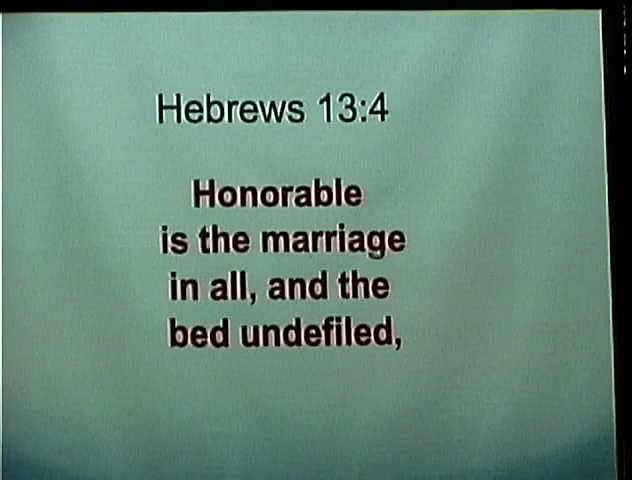 Hebrews 13:4
Honorable
is the marriage
in all, and the
bed undefiled,